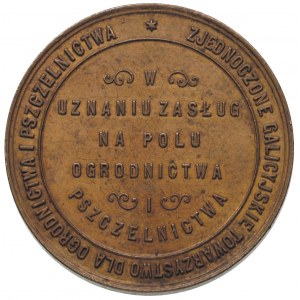 ZJEDNOCZONE GALICYJSKIE TOWARZYSTWO DLA OGRODNICTWA I PSZCZELNICTWA *
W
UZNANIU ZASŁUG
NA POLU
OGRODNICTWA
I
PSZCZELNICTWA